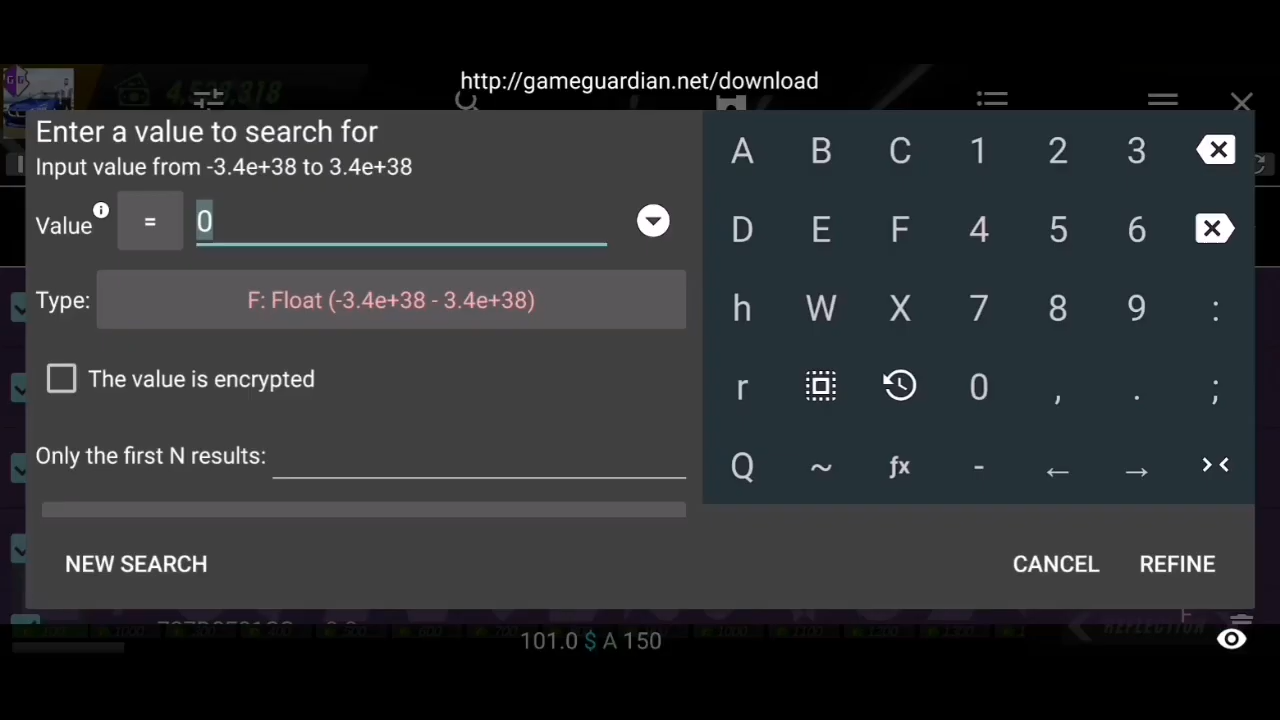 http://gameguardian.net/download
Enter a value to search for
Input value from -3.4e+38 to 3.4e+38
Value i = 0
Type: F: Float (-3.4e+38 - 3.4e+38)
The value is encrypted
Only the first N results:
A B C 1 2 3
D E F 4 5 6
h W X 7 8 9 :
r 0 , . ;
Q ~ fx - ← → ><
NEW SEARCH CANCEL REFINE
101.0 $ A 150